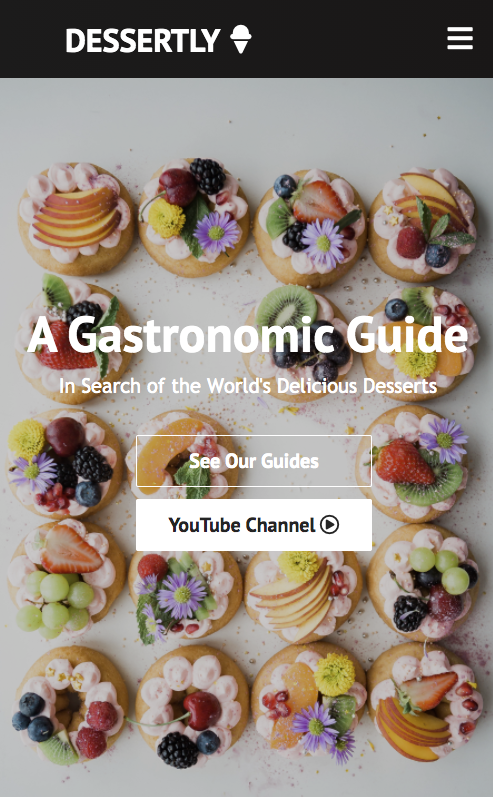 DESSERTLY
A Gastronomic Guide
In Search of the World's Delicious Desserts
See Our Guides
YouTube Channel